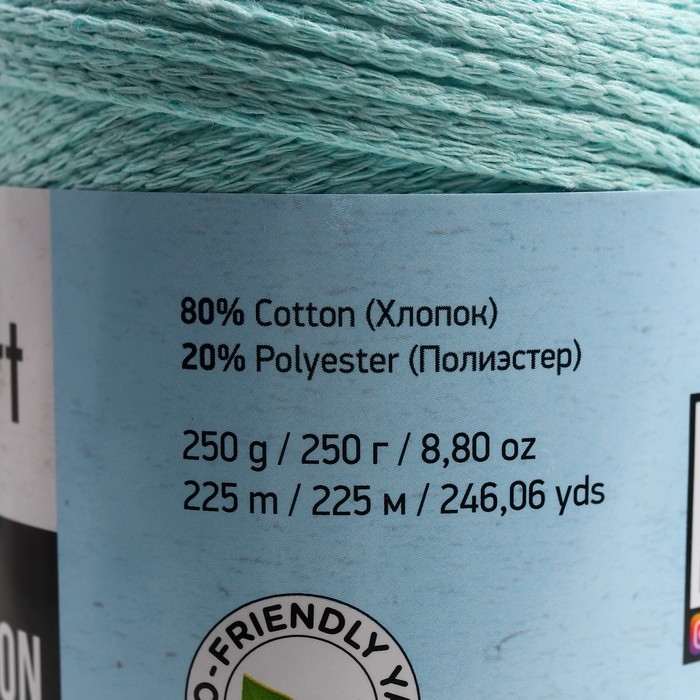 80% Cotton (Хлопок)
20% Polyester (Полиэстер)
250 g / 250 г / 8,80 oz
225 m / 225 м / 246,06 yds